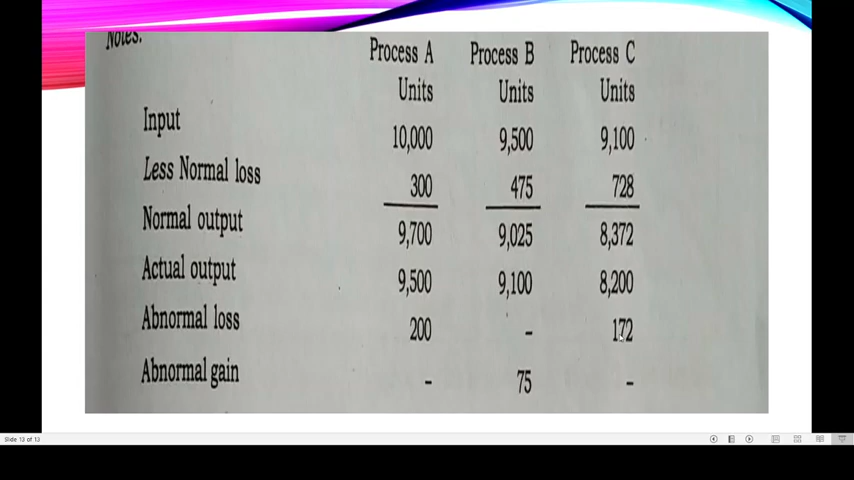 Notes:
Process A Process B Process C
Units Units Units
Input 10,000 9,500 9,100
Less Normal loss 300 475 728
Normal output 9,700 9,025 8,372
Actual output 9,500 9,100 8,200
Abnormal loss 200 – 172
Abnormal gain – 75 –
Slide 13 of 13